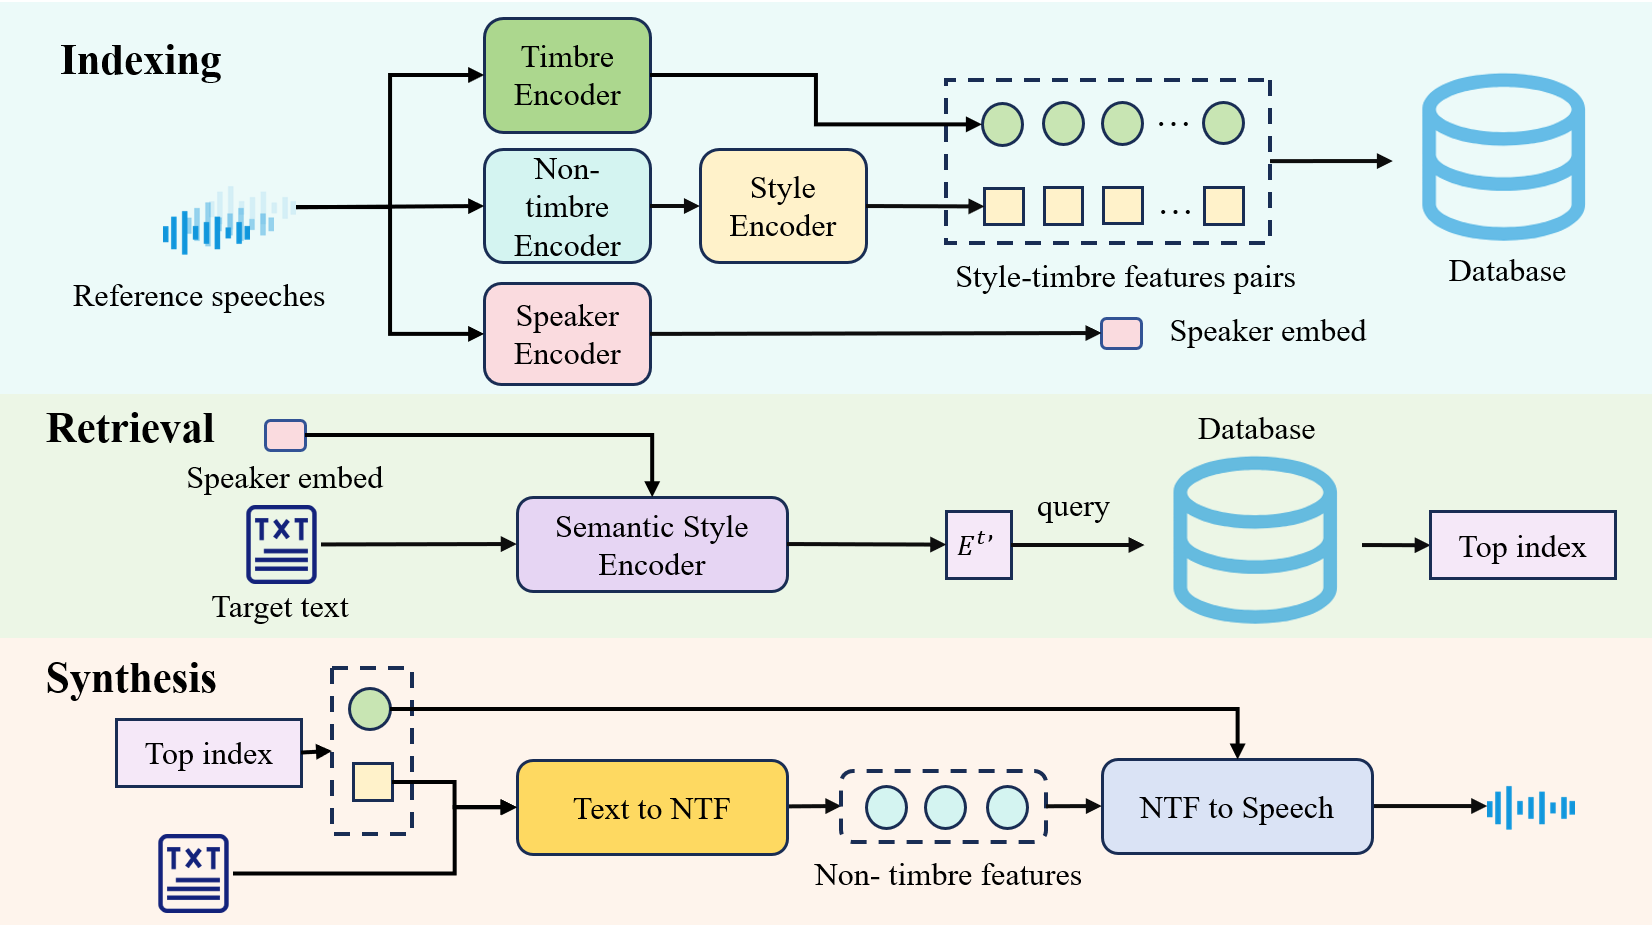 Indexing
Timbre
Encoder
Non-
timbre
Encoder
Style
Encoder
Speaker
Encoder
Reference speeches
...
...
Style-timbre features pairs
Speaker embed
Database
Retrieval
Speaker embed
TXT
Target text
Semantic Style
Encoder
E^t'
query
Database
Top index
Synthesis
Top index
TXT
Text to NTF
Non- timbre features
NTF to Speech